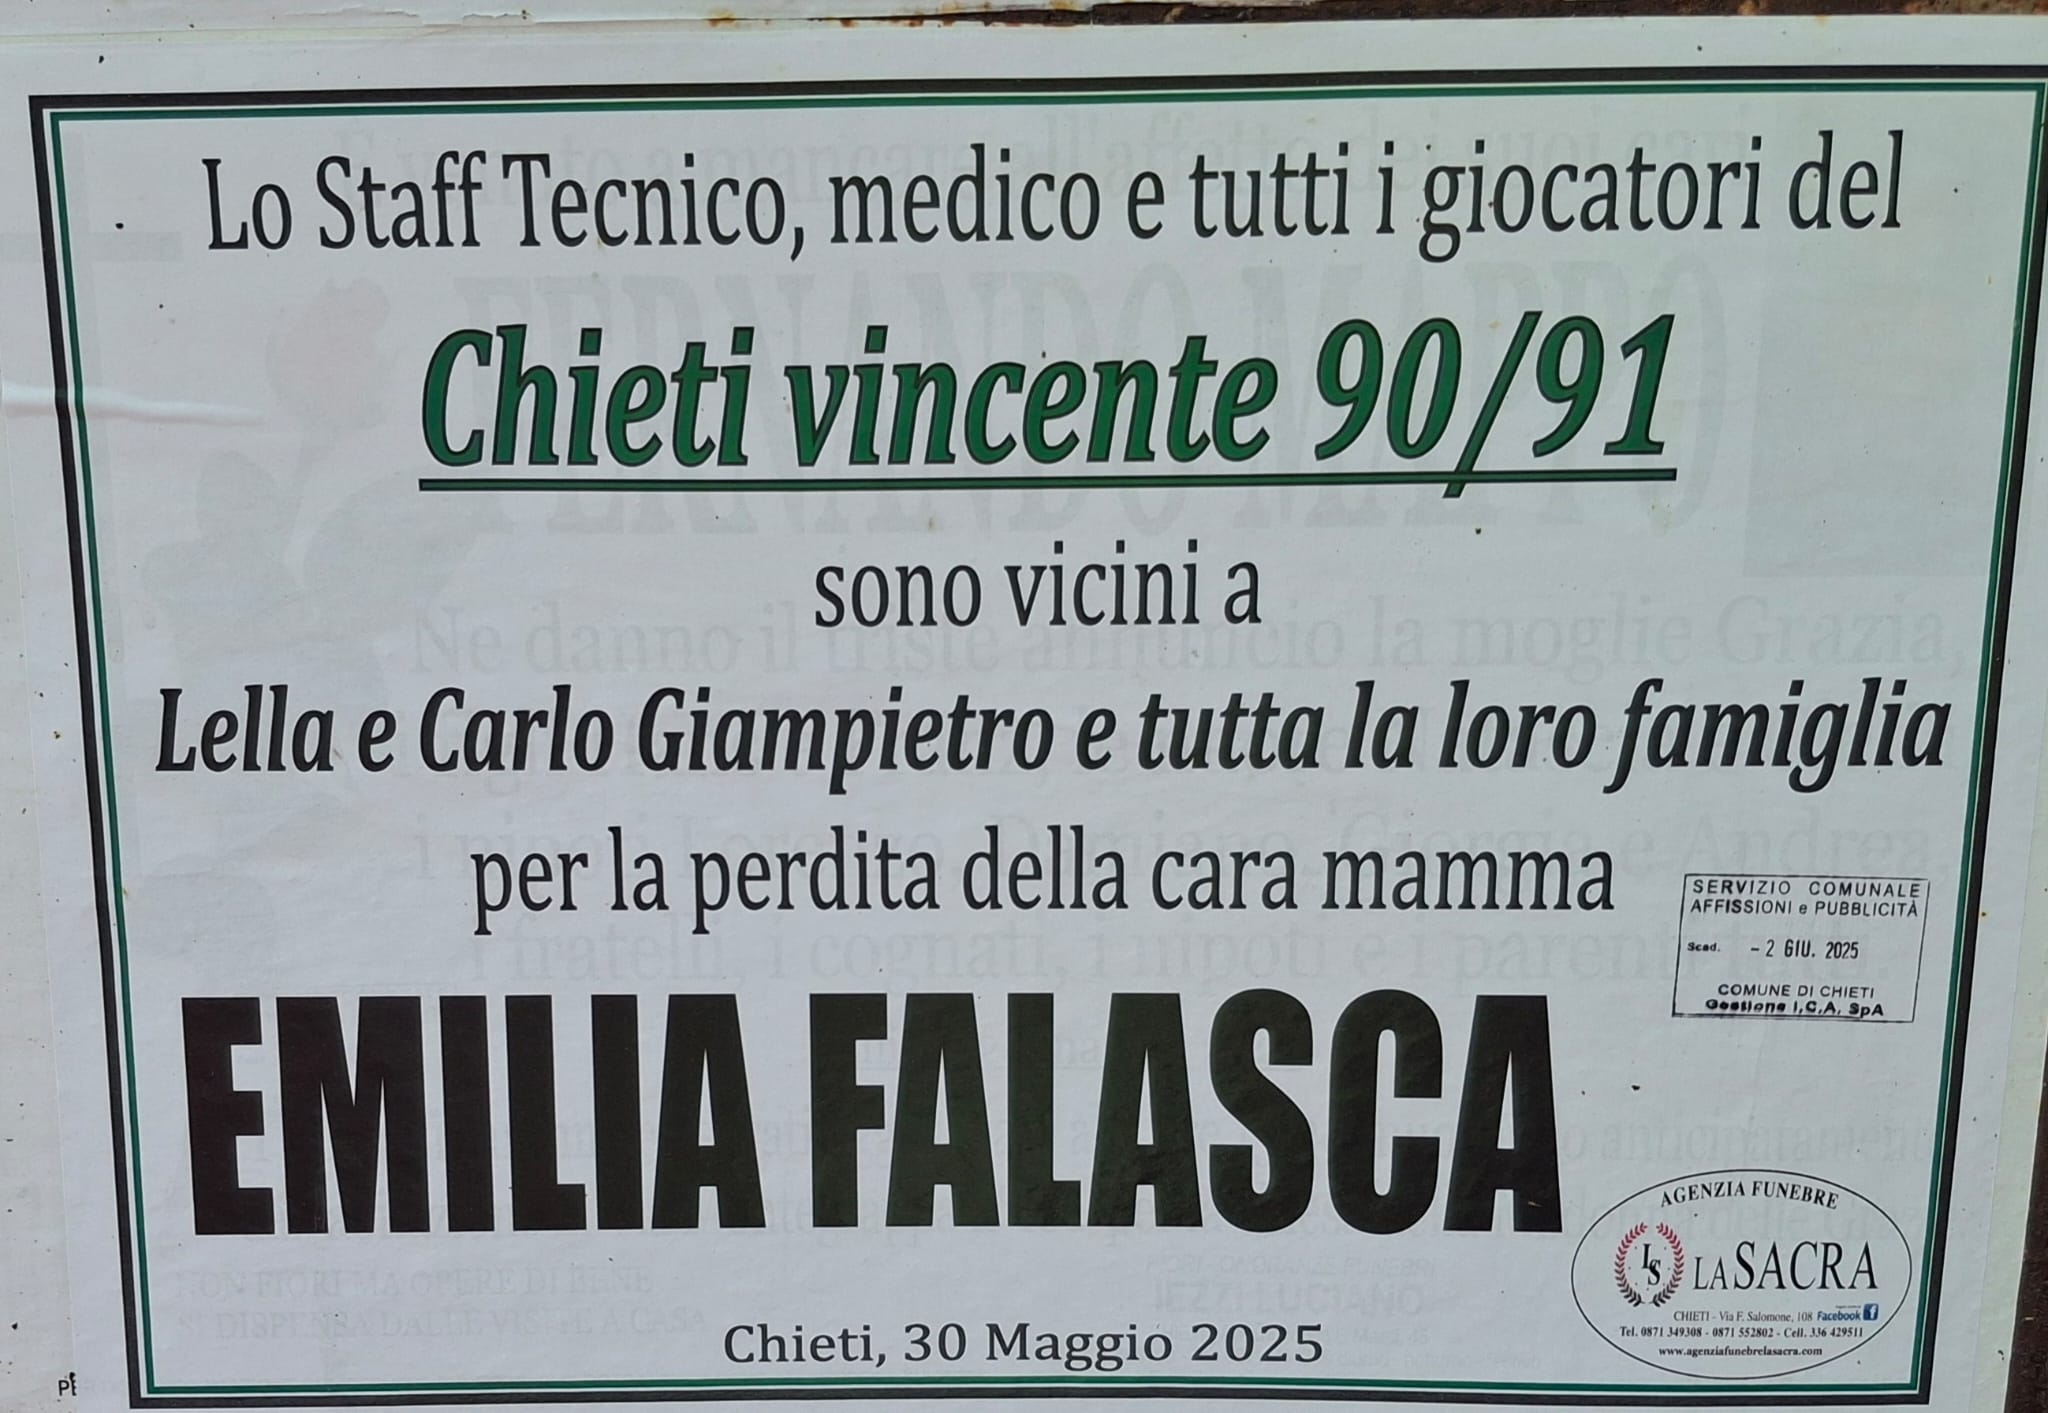 Lo Staff Tecnico, medico e tutti i giocatori del
Chieti vincente 90/91
sono vicini a
Lella e Carlo Giampietro e tutta la loro famiglia
per la perdita della cara mamma
SERVIZIO COMUNALE
AFFISSIONI e PUBBLICITÀ
Scad. - 2 GIU. 2025
COMUNE DI CHIETI
Gestione I.C.A. SpA
EMILIA FALASCA
AGENZIA FUNEBRE
LS LA SACRA
CHIETI - Via F. Salomone, 108 Facebook f
Tel. 0871 349308 - 0871 552802 - Cell. 336 429511
www.agenziafunebrelasacra.com
Chieti, 30 Maggio 2025